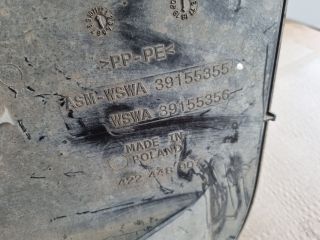 >PP-PE<
ASM-WSWA 39155355
WSWA 39155356
MADE IN
POLAND